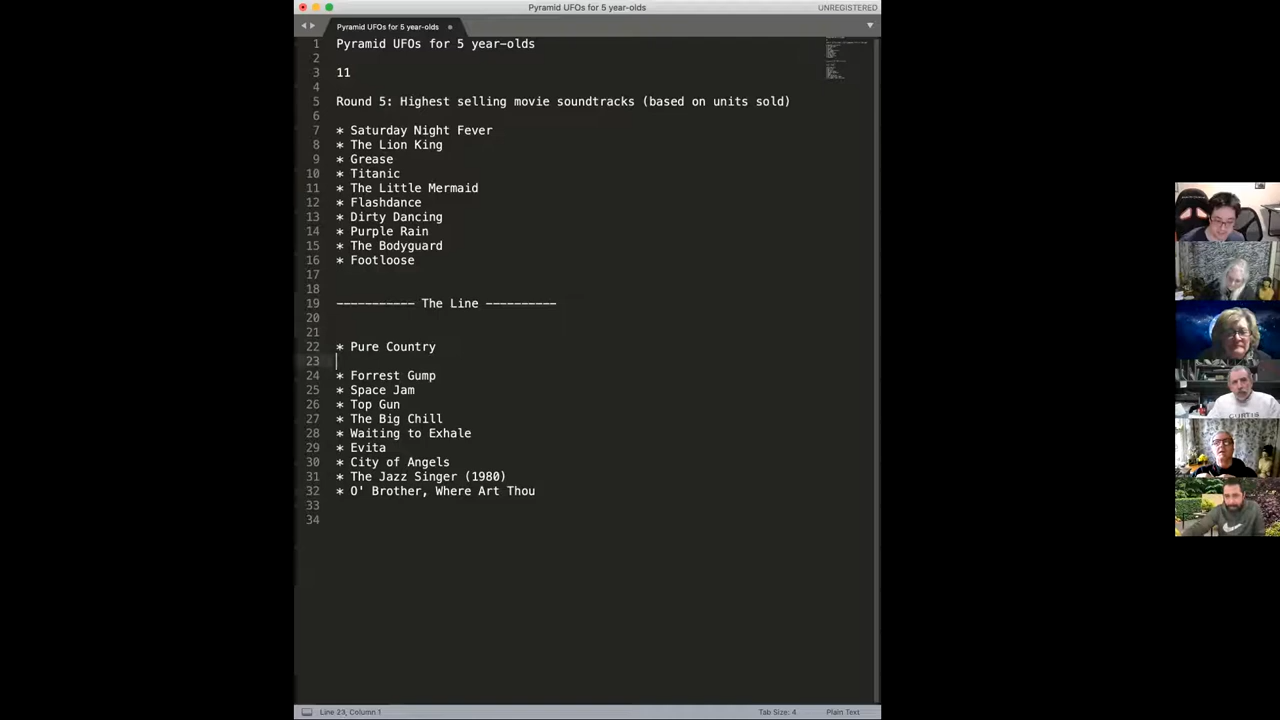 Pyramid UFOs for 5 year-olds
UNREGISTERED
Pyramid UFOs for 5 year-olds
1 Pyramid UFOs for 5 year-olds
2
3 11
4
5 Round 5: Highest selling movie soundtracks (based on units sold)
6
7 * Saturday Night Fever
8 * The Lion King
9 * Grease
10 * Titanic
11 * The Little Mermaid
12 * Flashdance
13 * Dirty Dancing
14 * Purple Rain
15 * The Bodyguard
16 * Footloose
17
18
19 ----------- The Line ----------
20
21
22 * Pure Country
23
24 * Forrest Gump
25 * Space Jam
26 * Top Gun
27 * The Big Chill
28 * Waiting to Exhale
29 * Evita
30 * City of Angels
31 * The Jazz Singer (1980)
32 * O' Brother, Where Art Thou
33
34
CURTIS
Line 23, Column 1
Tab Size: 4
Plain Text